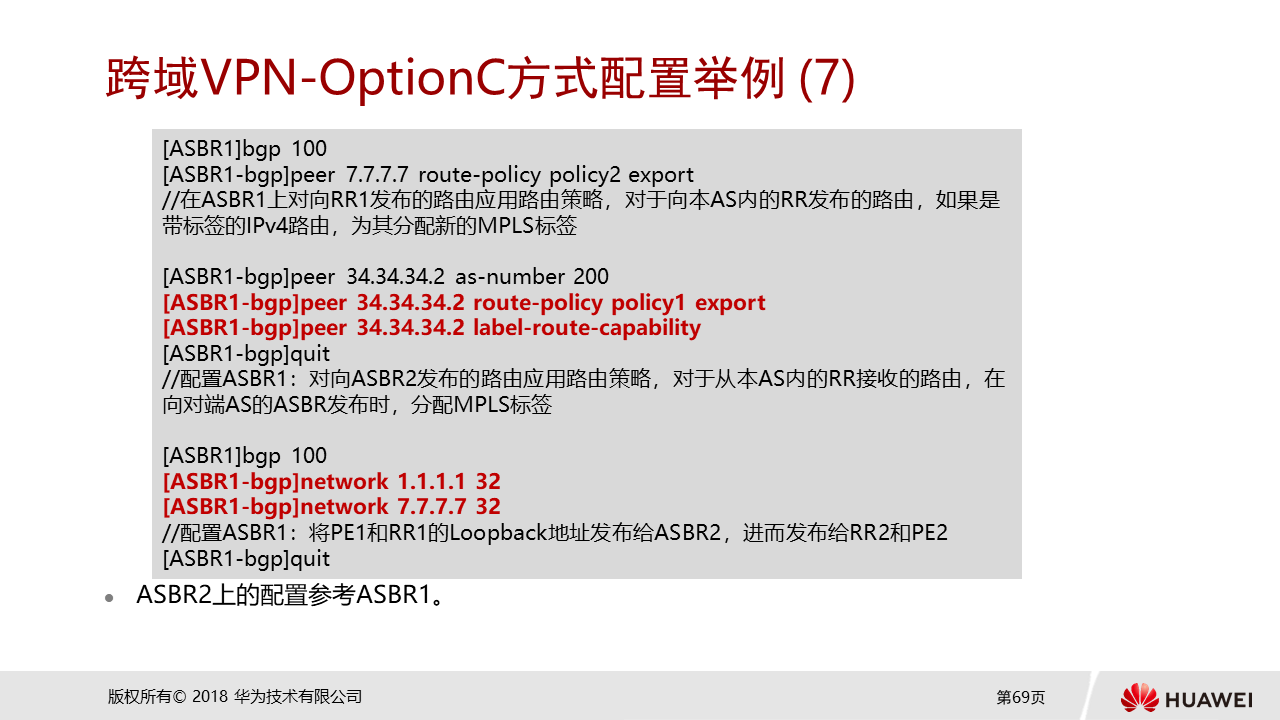 跨域VPN-OptionC方式配置举例 (7)
[ASBR1]bgp 100
[ASBR1-bgp]peer 7.7.7.7 route-policy policy2 export
//在ASBR1上对向RR1发布的路由应用路由策略，对于向本AS内的RR发布的路由，如果是
带标签的IPv4路由，为其分配新的MPLS标签
[ASBR1-bgp]peer 34.34.34.2 as-number 200
[ASBR1-bgp]peer 34.34.34.2 route-policy policy1 export
[ASBR1-bgp]peer 34.34.34.2 label-route-capability
[ASBR1-bgp]quit
//配置ASBR1：对向ASBR2发布的路由应用路由策略，对于从本AS内的RR接收的路由，在
向对端AS的ASBR发布时，分配MPLS标签
[ASBR1]bgp 100
[ASBR1-bgp]network 1.1.1.1 32
[ASBR1-bgp]network 7.7.7.7 32
//配置ASBR1：将PE1和RR1的Loopback地址发布给ASBR2，进而发布给RR2和PE2
[ASBR1-bgp]quit
● ASBR2上的配置参考ASBR1。
版权所有© 2018 华为技术有限公司
第69页
HUAWEI